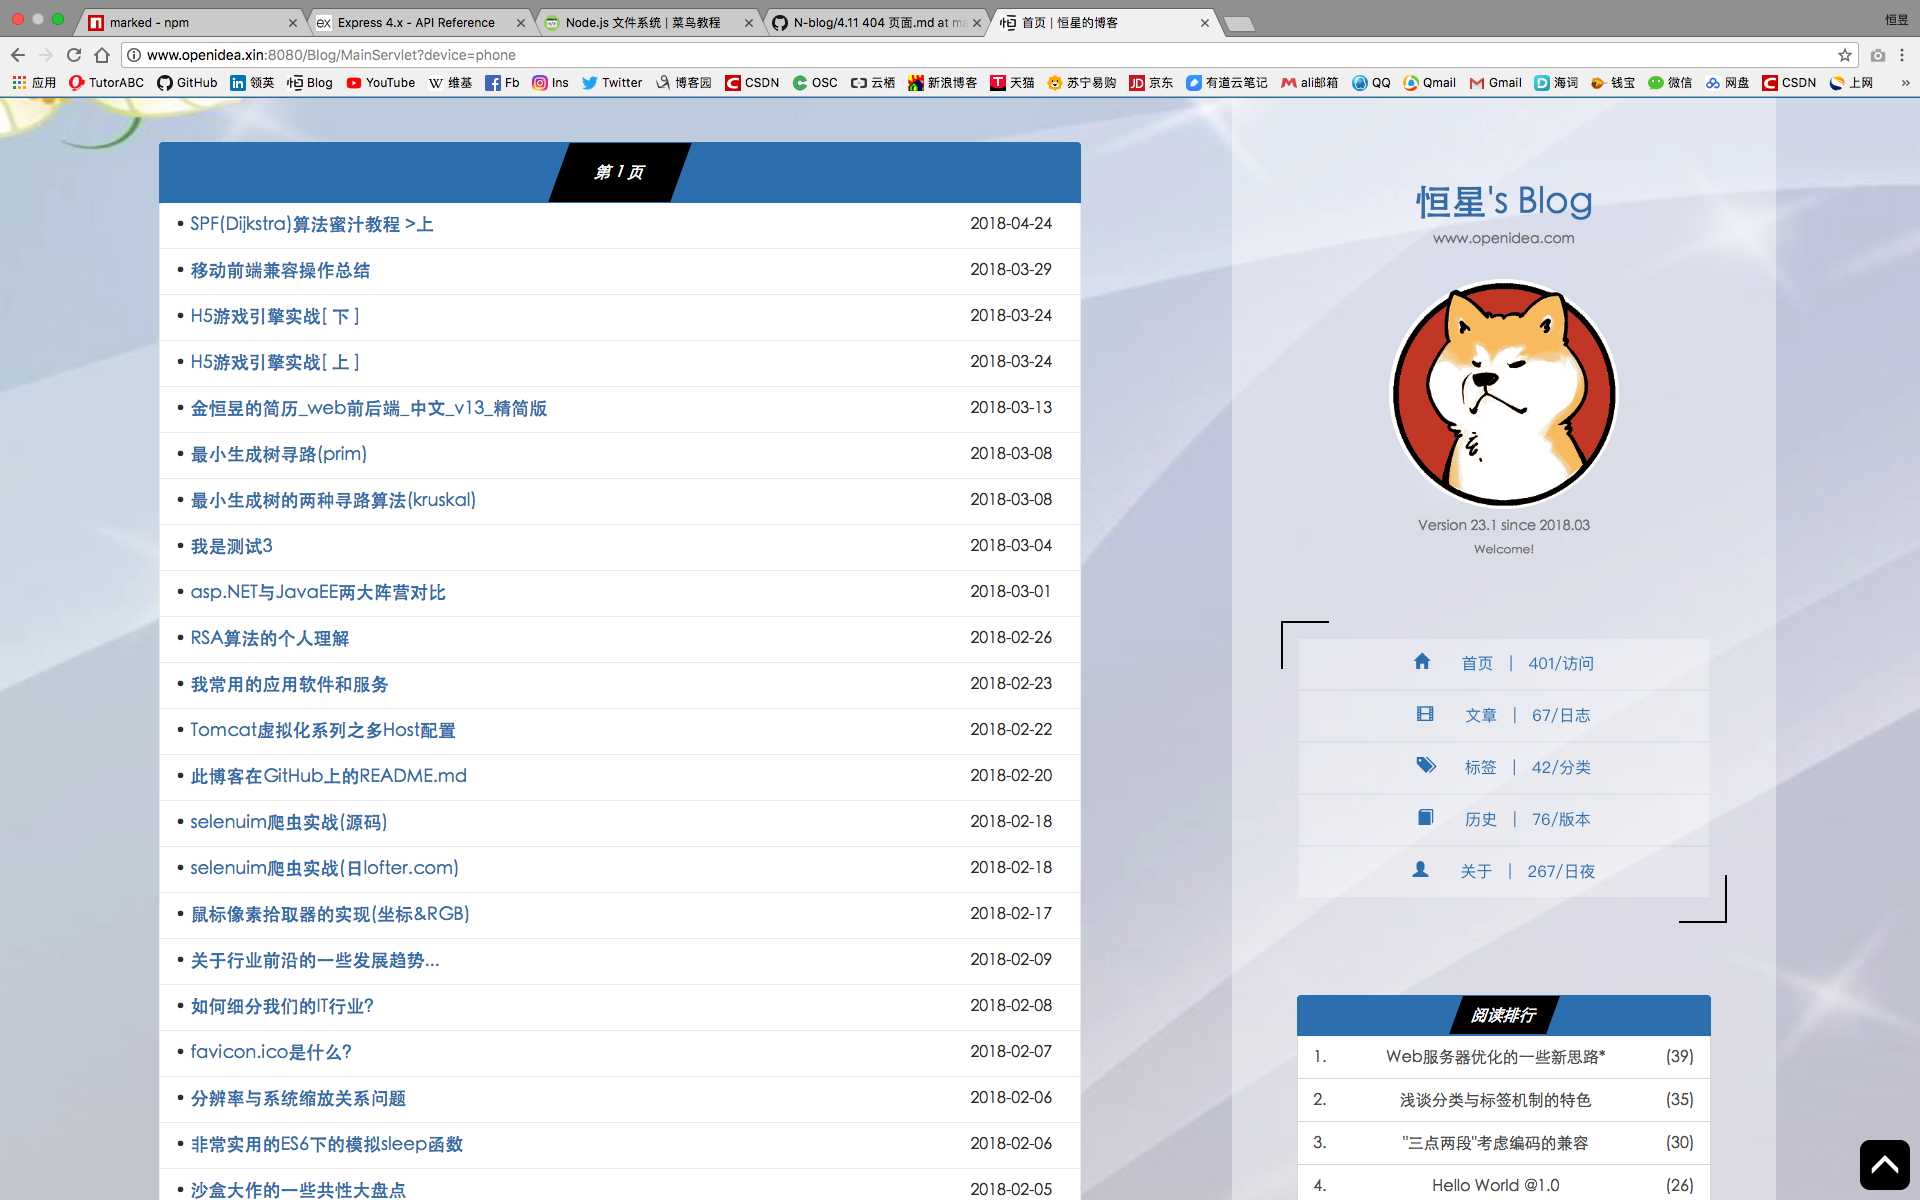 marked - npm
Express 4.x - API Reference
Node.js 文件系统 | 菜鸟教程
N-blog/4.11 404 页面.md at ma
首页 | 恒星的博客
恒昱
www.openidea.xin:8080/Blog/MainServlet?device=phone
应用 TutorABC GitHub 领英 Blog YouTube 维基 Fb Ins Twitter 博客园 CSDN OSC 云栖 新浪博客 天猫 苏宁易购 京东 有道云笔记 ali邮箱 QQ Qmail Gmail 海词 钱宝 微信 网盘 CSDN 上网 »
第 1 页
• SPF(Dijkstra)算法蜜汁教程 >上 2018-04-24
• 移动前端兼容操作总结 2018-03-29
• H5游戏引擎实战[ 下 ] 2018-03-24
• H5游戏引擎实战[ 上 ] 2018-03-24
• 金恒昱的简历_web前后端_中文_v13_精简版 2018-03-13
• 最小生成树寻路(prim) 2018-03-08
• 最小生成树的两种寻路算法(kruskal) 2018-03-08
• 我是测试3 2018-03-04
• asp.NET与JavaEE两大阵营对比 2018-03-01
• RSA算法的个人理解 2018-02-26
• 我常用的应用软件和服务 2018-02-23
• Tomcat虚拟化系列之多Host配置 2018-02-22
• 此博客在GitHub上的README.md 2018-02-20
• selenuim爬虫实战(源码) 2018-02-18
• selenuim爬虫实战(日lofter.com) 2018-02-18
• 鼠标像素拾取器的实现(坐标&RGB) 2018-02-17
• 关于行业前沿的一些发展趋势... 2018-02-09
• 如何细分我们的IT行业? 2018-02-08
• favicon.ico是什么? 2018-02-07
• 分辨率与系统缩放关系问题 2018-02-06
• 非常实用的ES6下的模拟sleep函数 2018-02-06
• 沙盒大作的一些共性大盘点 2018-02-05
恒星's Blog
www.openidea.com
Version 23.1 since 2018.03
Welcome!
首页 | 401/访问
文章 | 67/日志
标签 | 42/分类
历史 | 76/版本
关于 | 267/日夜
阅读排行
1. Web服务器优化的一些新思路* (39)
2. 浅谈分类与标签机制的特色 (35)
3. "三点两段"考虑编码的兼容 (30)
4. Hello World @1.0 (26)